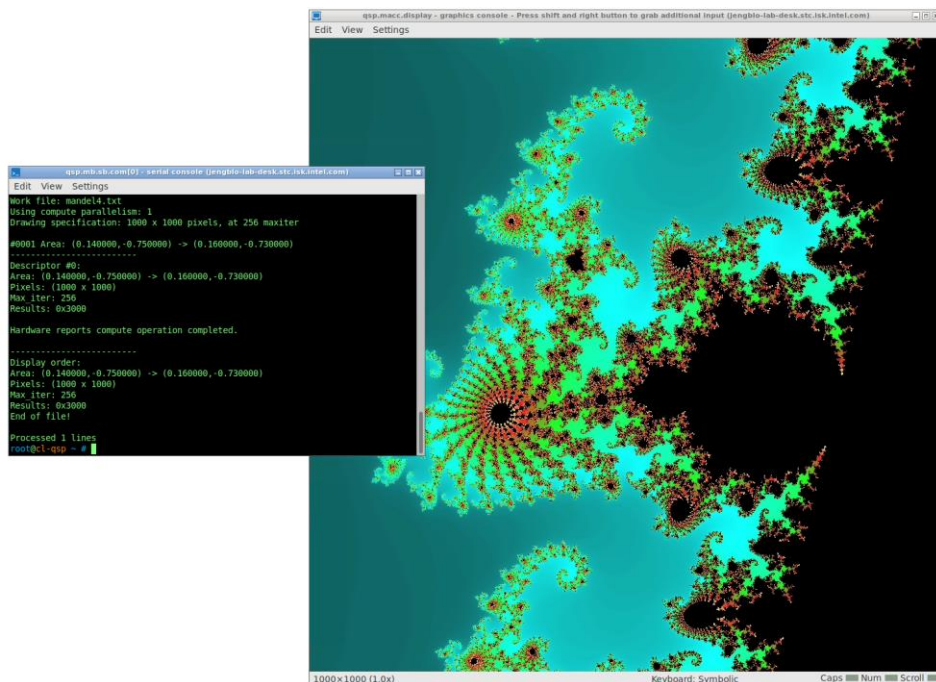 qsp.macc.display - graphics console - Press shift and right button to grab additional input (jengblo-lab-desk.stc.isk.intel.com)
Edit View Settings
qsp.mb.sb.com[0] - serial console (jengblo-lab-desk.stc.isk.intel.com)
Edit View Settings
Work file: mandel4.txt
Using compute parallelism: 1
Drawing specification: 1000 x 1000 pixels, at 256 maxiter
#0001 Area: (0.140000,-0.750000) -> (0.160000,-0.730000)
-------------------------
Descriptor #0:
Area: (0.140000,-0.750000) -> (0.160000,-0.730000)
Pixels: (1000 x 1000)
Max_iter: 256
Results: 0x3000
Hardware reports compute operation completed.
-------------------------
Display order:
Area: (0.140000,-0.750000) -> (0.160000,-0.730000)
Pixels: (1000 x 1000)
Max_iter: 256
Results: 0x3000
End of file!
Processed 1 lines
root@cl-qsp ~ #
1000×1000 (1.0x) Keyboard: Symbolic Caps Num Scroll